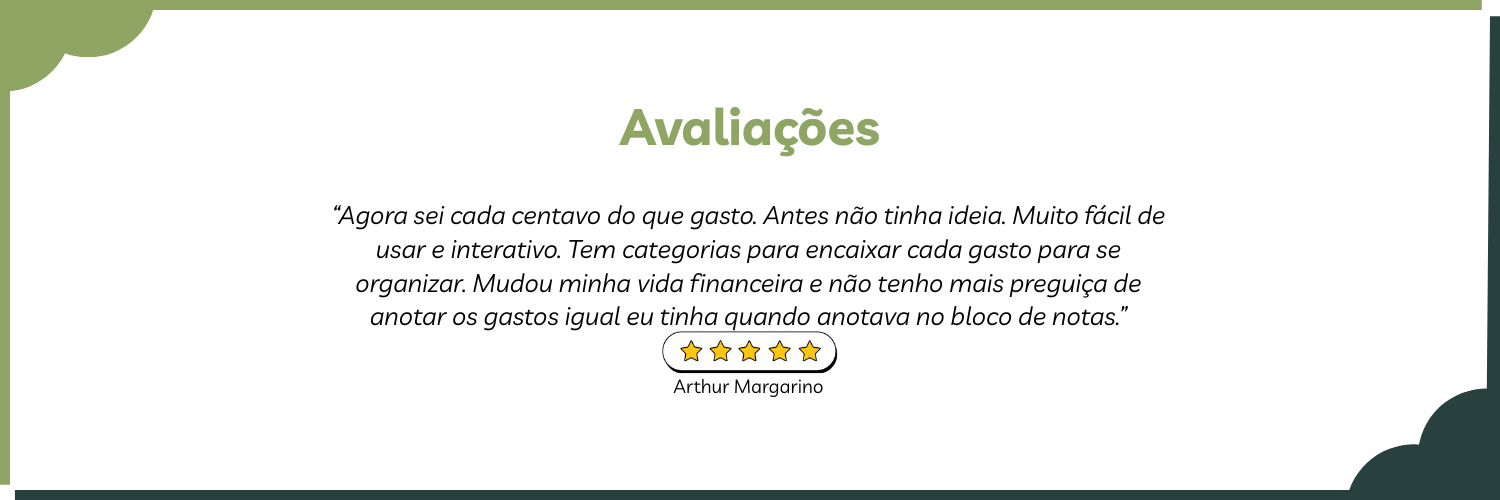 Avaliações
“Agora sei cada centavo do que gasto. Antes não tinha ideia. Muito fácil de
usar e interativo. Tem categorias para encaixar cada gasto para se
organizar. Mudou minha vida financeira e não tenho mais preguiça de
anotar os gastos igual eu tinha quando anotava no bloco de notas.”
Arthur Margarino